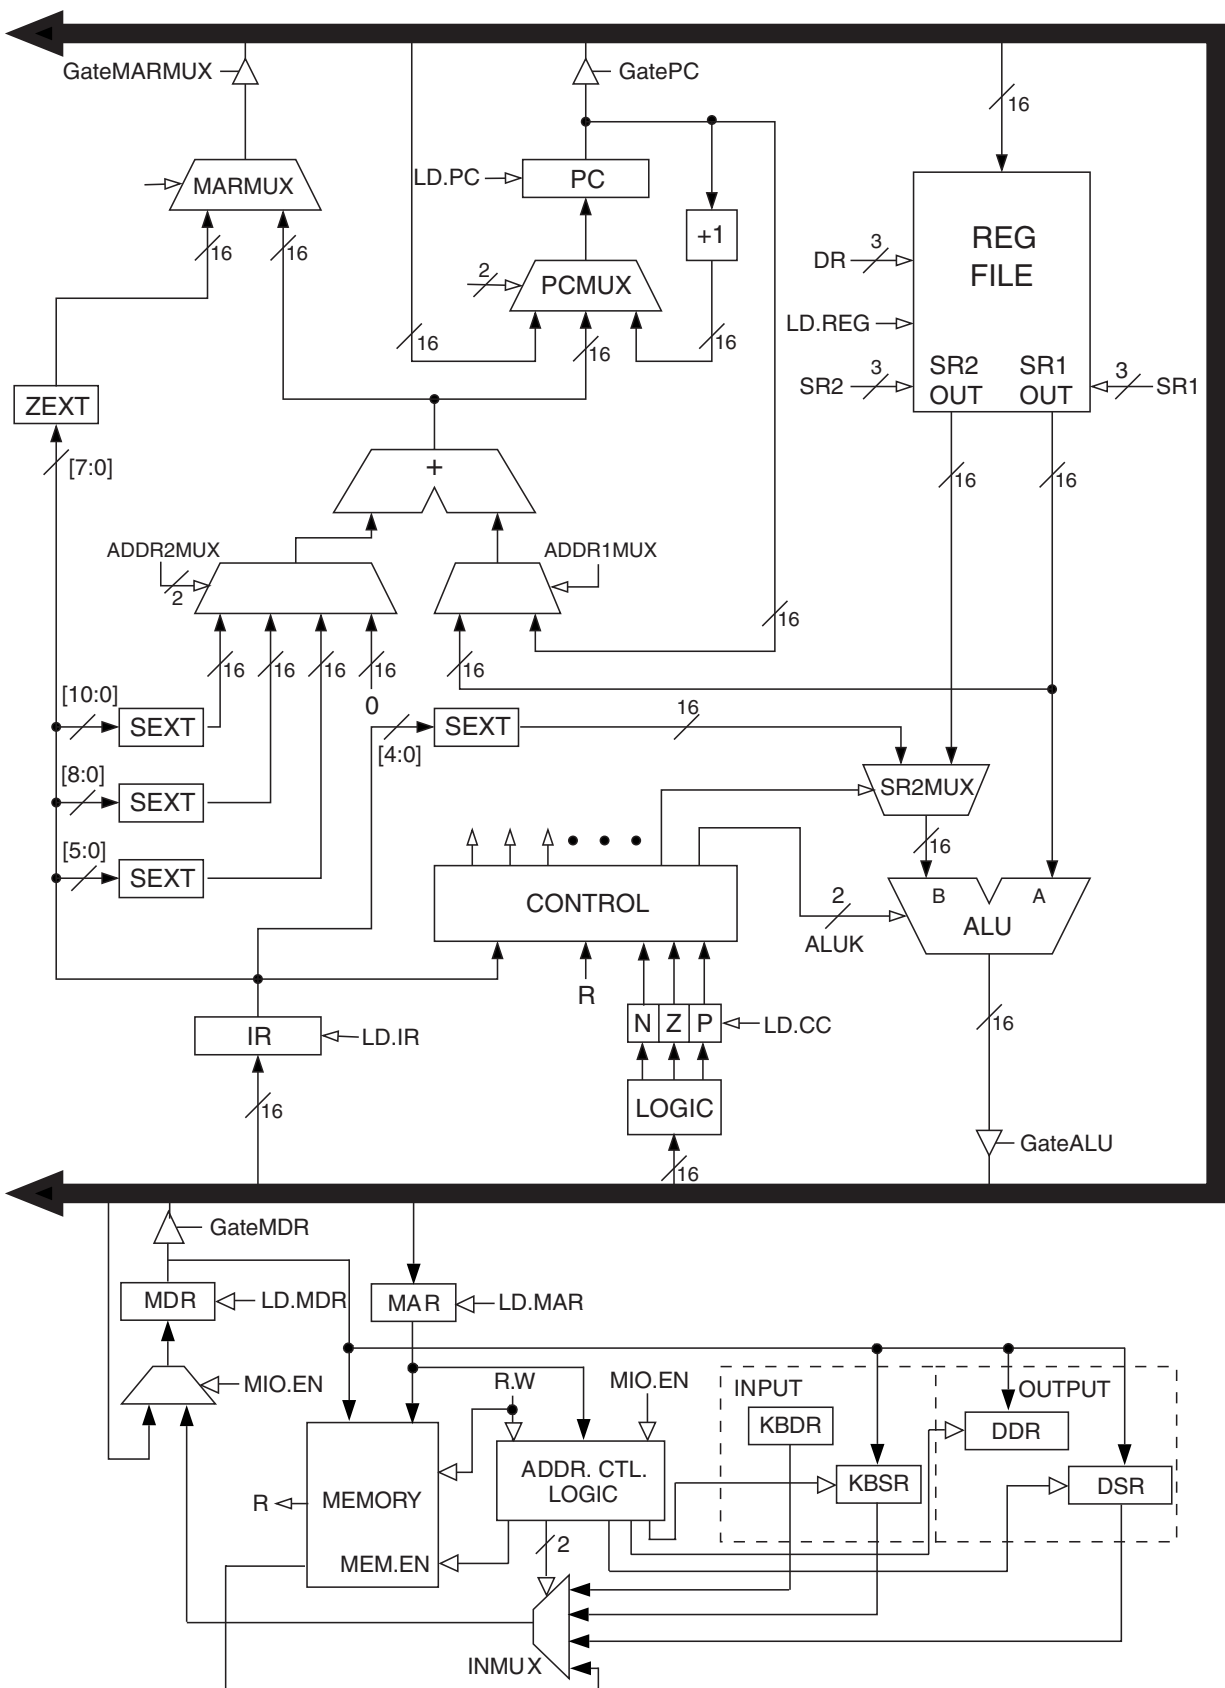 GateMARMUX
GatePC
16
MARMUX
LD.PC
PC
+1
REG
FILE
DR
3
16
16
2
PCMUX
LD.REG
16
16
16
SR2
3
SR2
OUT
SR1
OUT
3
SR1
ZEXT
[7:0]
+
16
16
ADDR2MUX
2
ADDR1MUX
16
16
16
16
16
16
0
[10:0]
SEXT
[4:0]
SEXT
16
[8:0]
SEXT
SR2MUX
16
[5:0]
SEXT
CONTROL
2
ALUK
B
A
ALU
R
IR
LD.IR
N
Z
P
LD.CC
16
16
LOGIC
16
GateALU
GateMDR
MDR
LD.MDR
MAR
LD.MAR
MIO.EN
R.W
MIO.EN
INPUT
OUTPUT
KBDR
DDR
ADDR. CTL.
LOGIC
KBSR
DSR
R
MEMORY
2
MEM.EN
INMUX